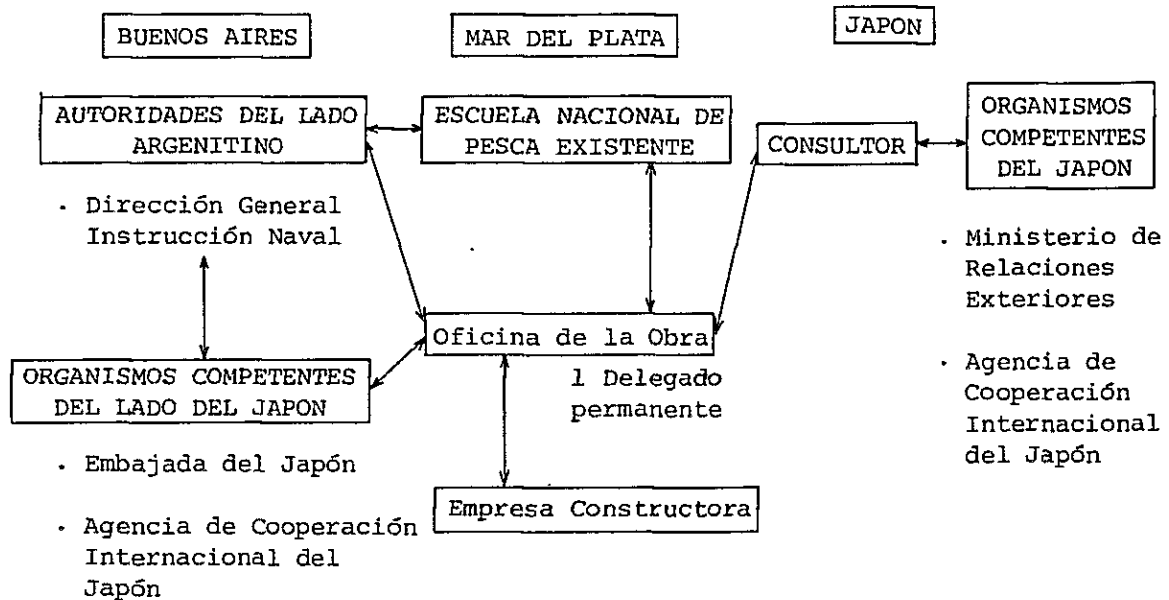 BUENOS AIRES
MAR DEL PLATA
JAPON
AUTORIDADES DEL LADO
ARGENITINO
ESCUELA NACIONAL DE
PESCA EXISTENTE
CONSULTOR
ORGANISMOS
COMPETENTES
DEL JAPON
. Dirección General
Instrucción Naval
. Ministerio de
Relaciones
Exteriores
. Agencia de
Cooperación
Internacional
del Japón
Oficina de la Obra
1 Delegado
permanente
ORGANISMOS COMPETENTES
DEL LADO DEL JAPON
. Embajada del Japón
. Agencia de Cooperación
Internacional del
Japón
Empresa Constructora